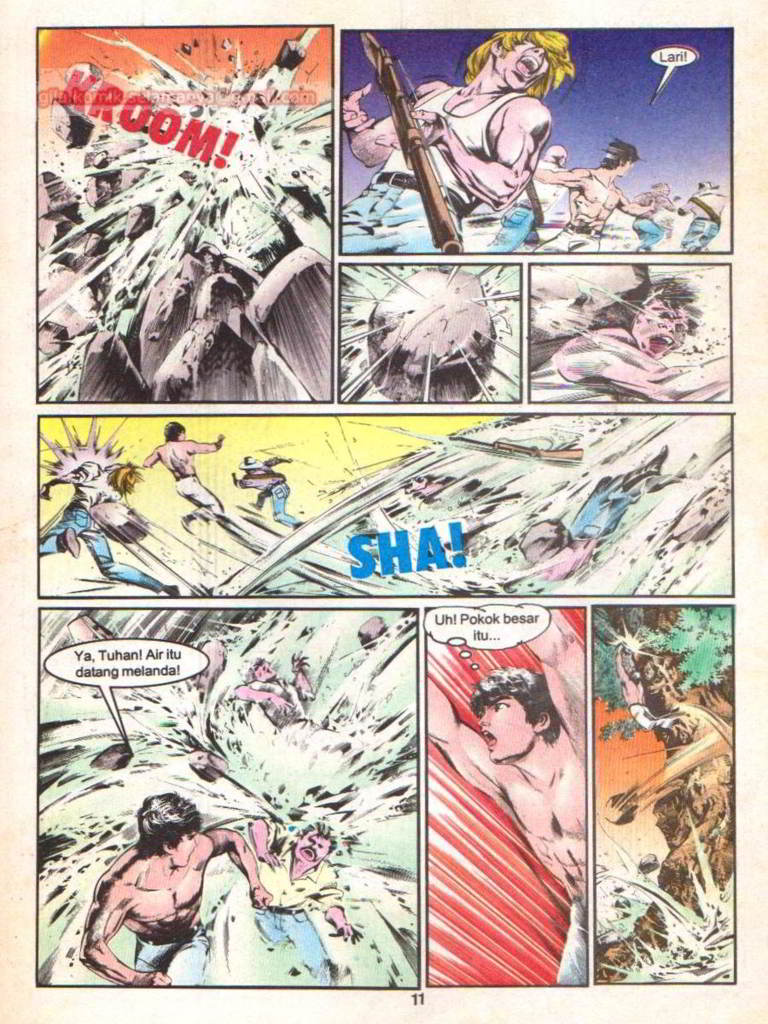 KROOM!
Lari!
SHA!
Ya, Tuhan! Air itu
datang melanda!
Uh! Pokok besar
itu...
11